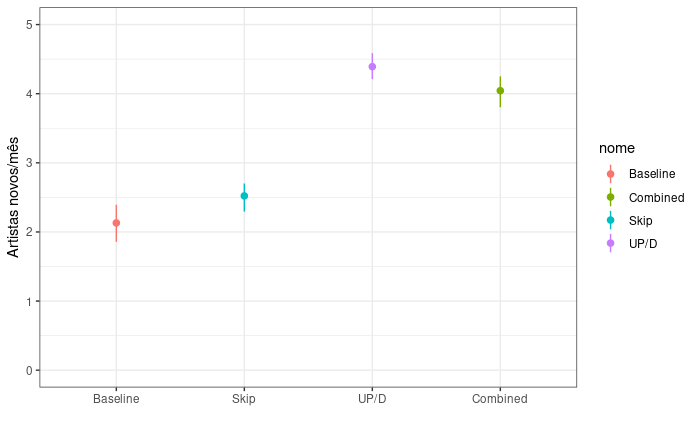 Artistas novos/mês
5
4
3
2
1
0
Baseline
Skip
UP/D
Combined
nome
Baseline
Combined
Skip
UP/D